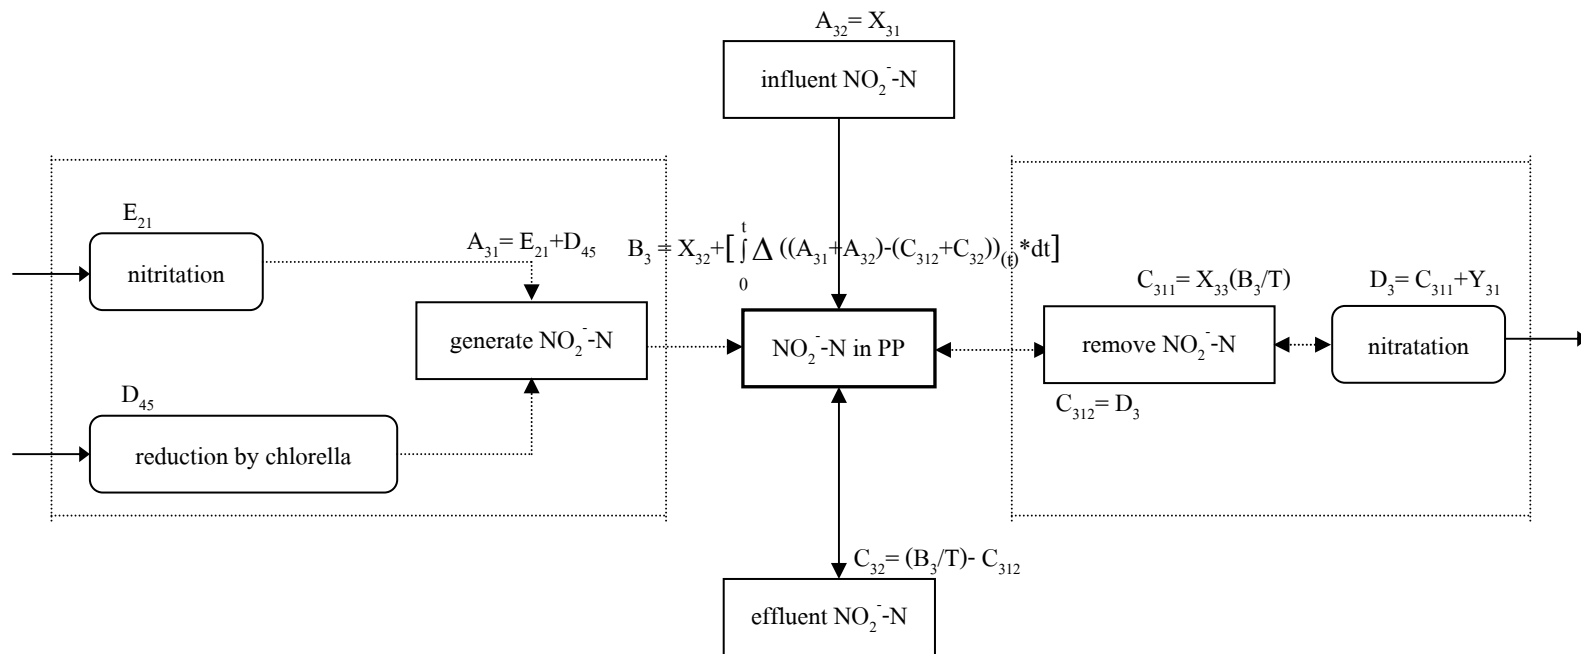 A₃₂= X₃₁
influent NO₂⁻-N
E₂₁
nitritation
A₃₁= E₂₁+D₄₅
B₃ = X₃₂+[ ∫₀ᵗ Δ ((A₃₁+A₃₂)-(C₃₁₂+C₃₂))₍ₜ₎*dt]
generate NO₂⁻-N
NO₂⁻-N in PP
C₃₁₁= X₃₃(B₃/T)
remove NO₂⁻-N
C₃₁₂= D₃
D₃= C₃₁₁+Y₃₁
nitratation
D₄₅
reduction by chlorella
C₃₂= (B₃/T)- C₃₁₂
effluent NO₂⁻-N